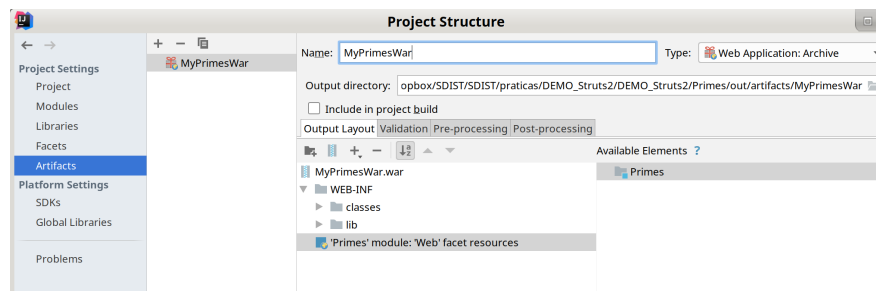 Project Structure
Project Settings
Project
Modules
Libraries
Facets
Artifacts
Platform Settings
SDKs
Global Libraries
Problems
MyPrimesWar
Name: MyPrimesWar Type: Web Application: Archive
Output directory: opbox/SDIST/SDIST/praticas/DEMO_Struts2/DEMO_Struts2/Primes/out/artifacts/MyPrimesWar
Include in project build
Output Layout Validation Pre-processing Post-processing
Available Elements ?
MyPrimesWar.war
WEB-INF
classes
lib
'Primes' module: 'Web' facet resources
Primes